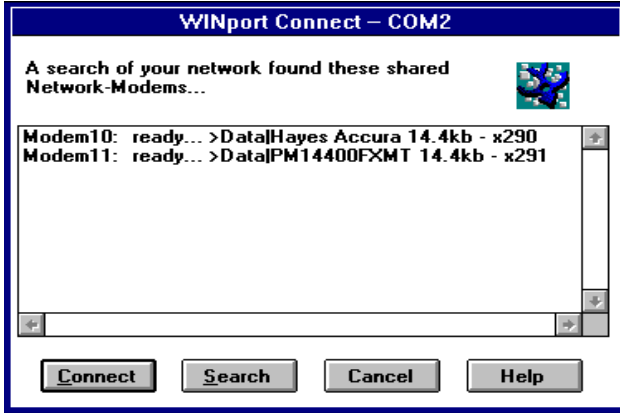 WINport Connect – COM2
A search of your network found these shared
Network-Modems...
Modem10: ready... >Data|Hayes Accura 14.4kb - x290
Modem11: ready... >Data|PM14400FXMT 14.4kb - x291
Connect Search Cancel Help